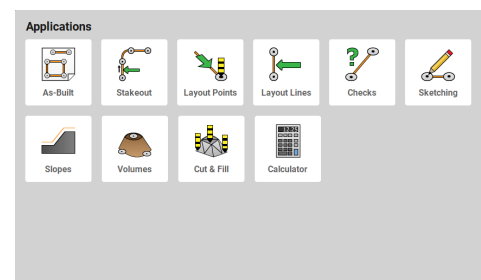 Applications
As-Built
Stakeout
Layout Points
Layout Lines
Checks
Sketching
Slopes
Volumes
Cut & Fill
Calculator